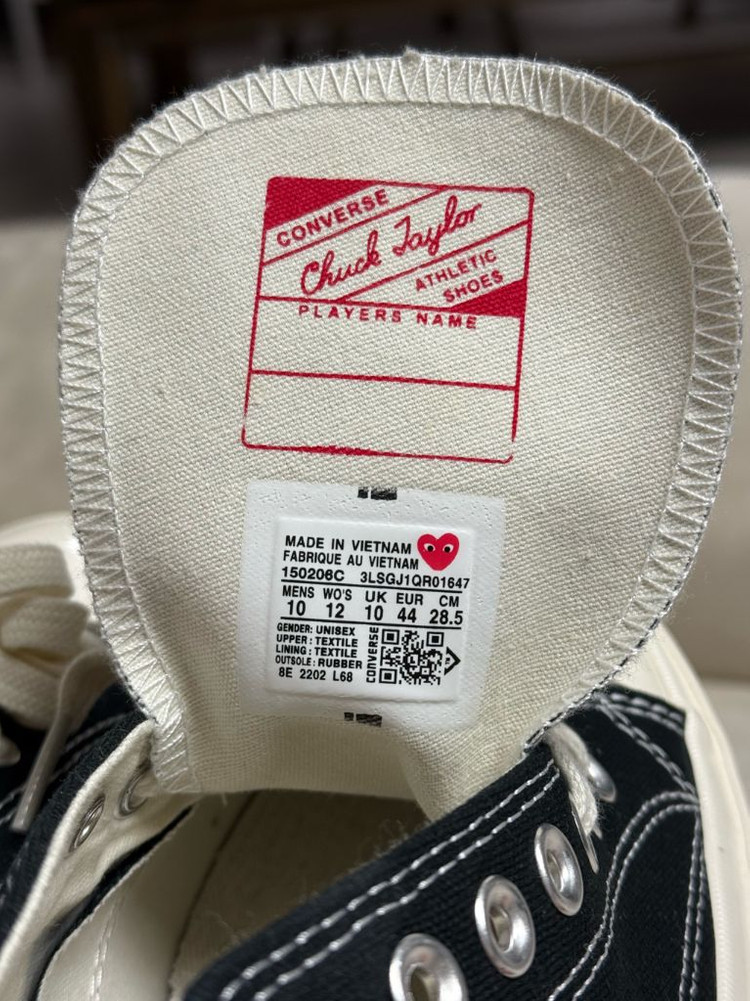 CONVERSE
Chuck Taylor
ATHLETIC
SHOES
PLAYERS NAME
MADE IN VIETNAM
FABRIQUE AU VIETNAM
150206C 3LSGJ1QR01647
MENS WO'S UK EUR CM
10 12 10 44 28.5
GENDER: UNISEX
UPPER : TEXTILE
LINING : TEXTILE
OUTSOLE : RUBBER
8E 2202 L68
CONVERSE